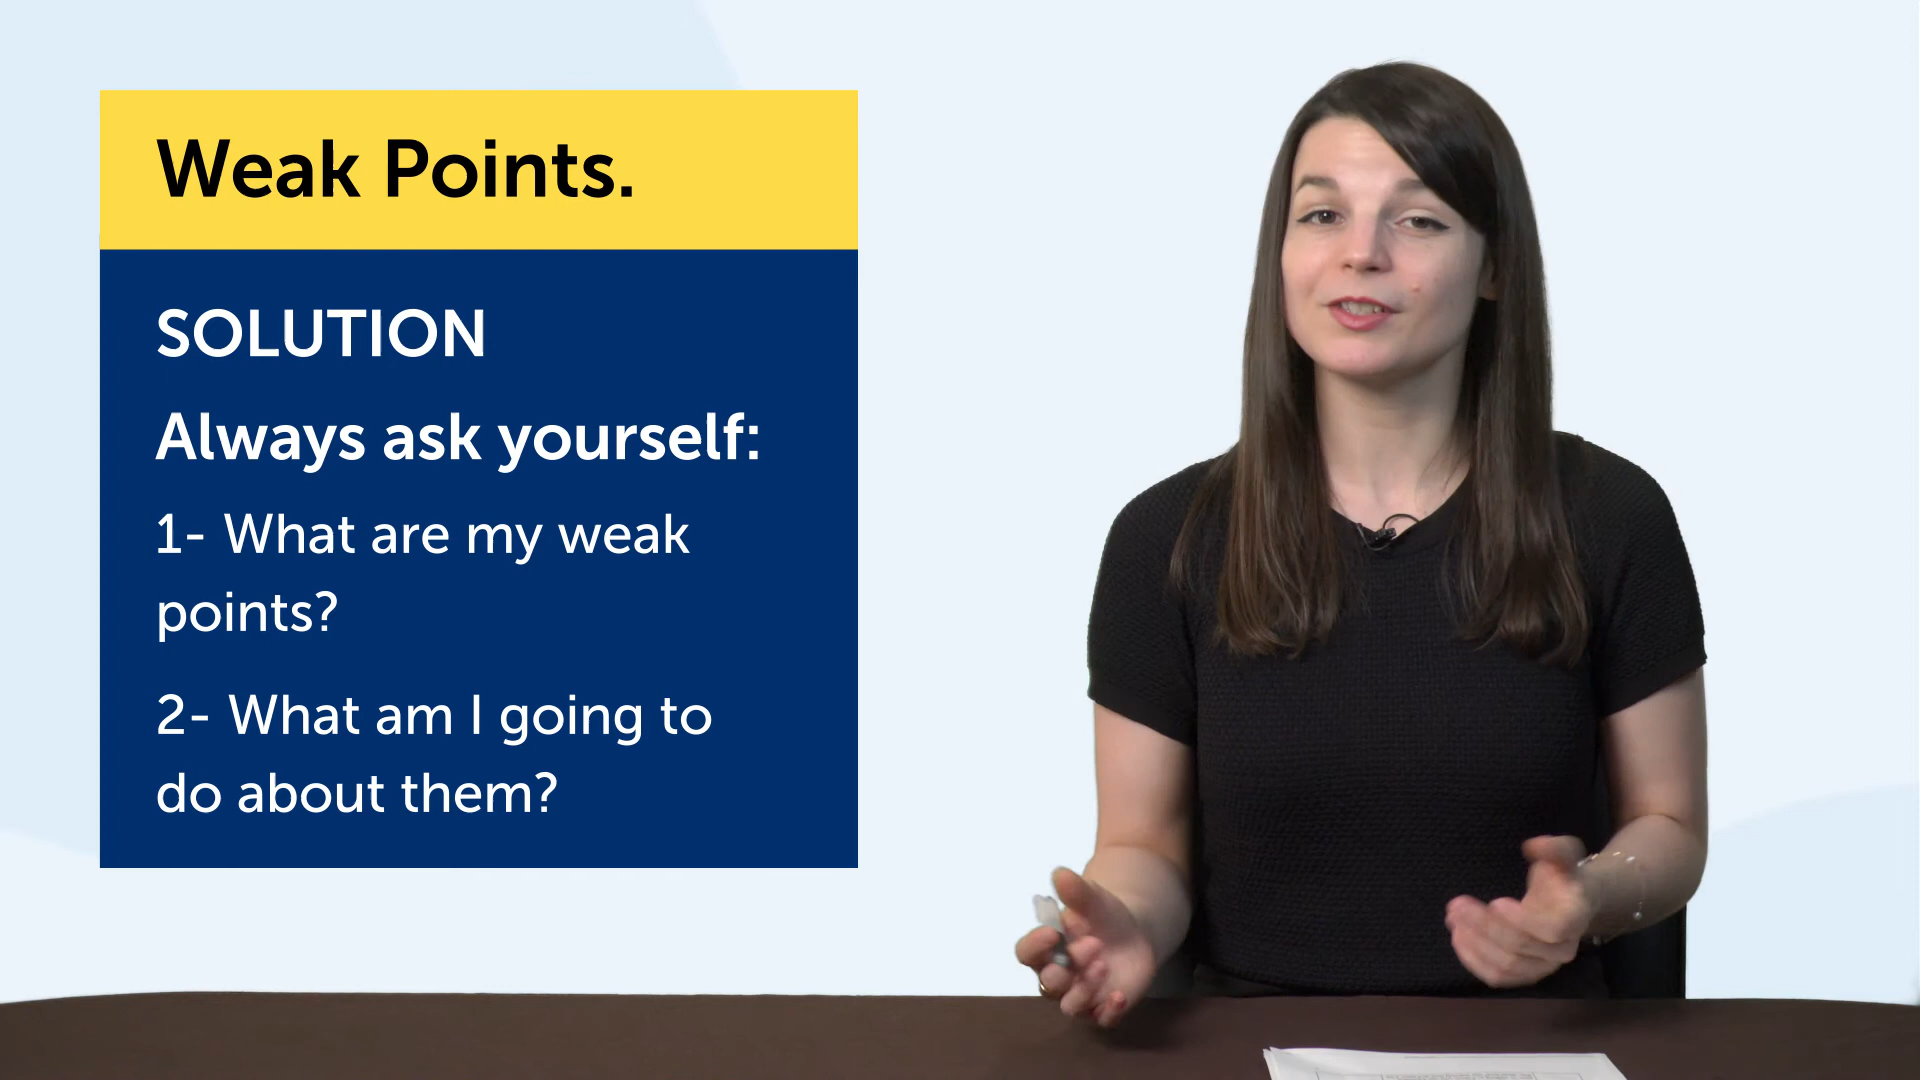 Weak Points.
SOLUTION
Always ask yourself:
1- What are my weak
points?
2- What am I going to
do about them?